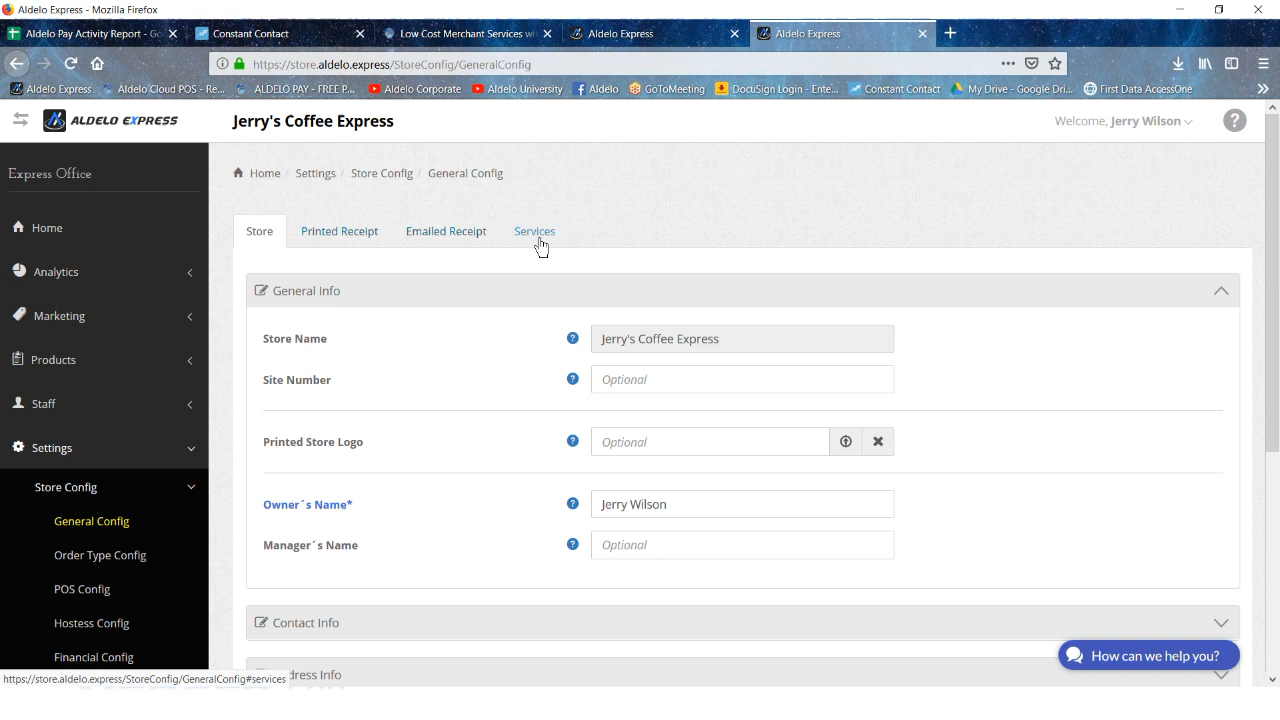 Aldelo Express - Mozilla Firefox
Aldelo Pay Activity Report - Go
Constant Contact
Low Cost Merchant Services wi
Aldelo Express
Aldelo Express
https://store.aldelo.express/StoreConfig/GeneralConfig
Aldelo Express
Aldelo Cloud POS - Re...
ALDELO PAY - FREE P...
Aldelo Corporate
Aldelo University
Aldelo
GoToMeeting
DocuSign Login - Ente...
Constant Contact
My Drive - Google Dri...
First Data AccessOne
ALDELO EXPRESS
Jerry's Coffee Express
Welcome, Jerry Wilson
Express Office
Home / Settings / Store Config / General Config
Home
Analytics
Marketing
Products
Staff
Settings
Store Config
General Config
Order Type Config
POS Config
Hostess Config
Financial Config
Store
Printed Receipt
Emailed Receipt
Services
General Info
Store Name
Jerry's Coffee Express
Site Number
Optional
Printed Store Logo
Optional
Owner´s Name*
Jerry Wilson
Manager´s Name
Optional
Contact Info
dress Info
How can we help you?
https://store.aldelo.express/StoreConfig/GeneralConfig#services